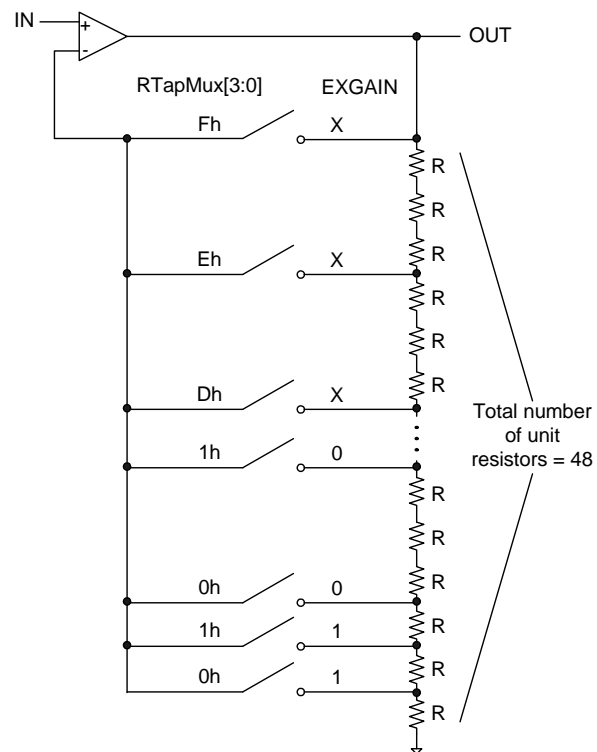 IN
+
-
OUT
RTapMux[3:0] EXGAIN
Fh X
R
R
R
Eh X
R
R
R
Dh X
Total number
of unit
resistors = 48
1h 0
R
R
R
0h 0
R
1h 1
R
0h 1
R